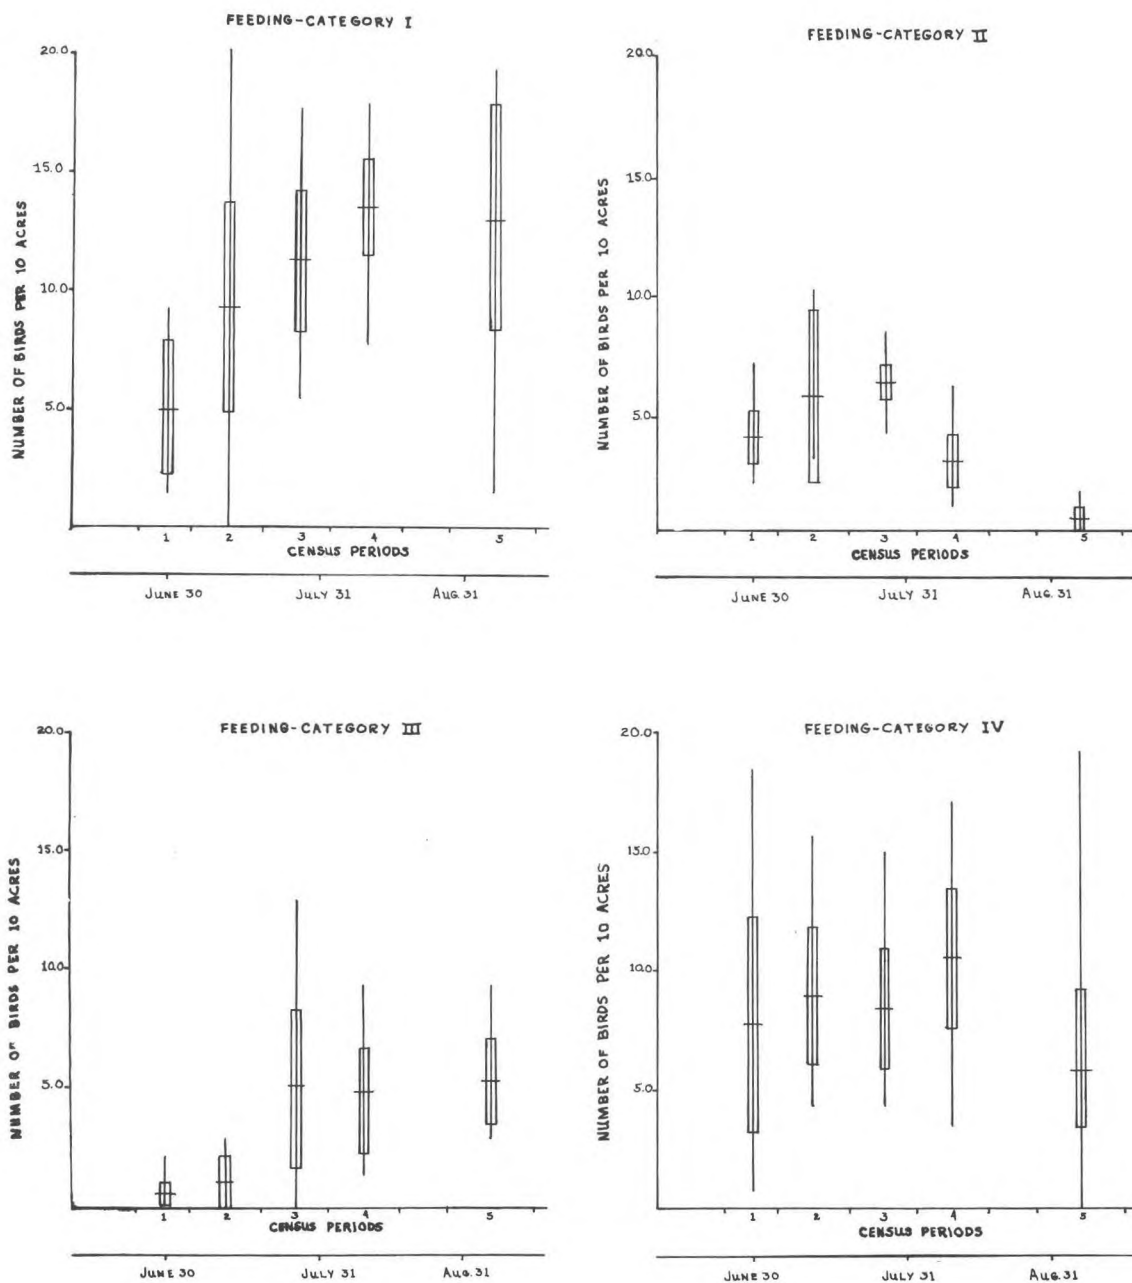 FEEDING-CATEGORY I
20.0
15.0
10.0
5.0
NUMBER OF BIRDS PER 10 ACRES
1 2 3 4 5
CENSUS PERIODS
JUNE 30 JULY 31 AUG. 31
FEEDING-CATEGORY II
20.0
15.0
10.0
5.0
NUMBER OF BIRDS PER 10 ACRES
1 2 3 4 5
CENSUS PERIODS
JUNE 30 JULY 31 AUG. 31
FEEDING-CATEGORY III
20.0
15.0
10.0
5.0
NUMBER OF BIRDS PER 10 ACRES
1 2 3 4 5
CENSUS PERIODS
JUNE 30 JULY 31 AUG. 31
FEEDING-CATEGORY IV
20.0
15.0
10.0
5.0
NUMBER OF BIRDS PER 10 ACRES
1 2 3 4 5
CENSUS PERIODS
JUNE 30 JULY 31 AUG. 31